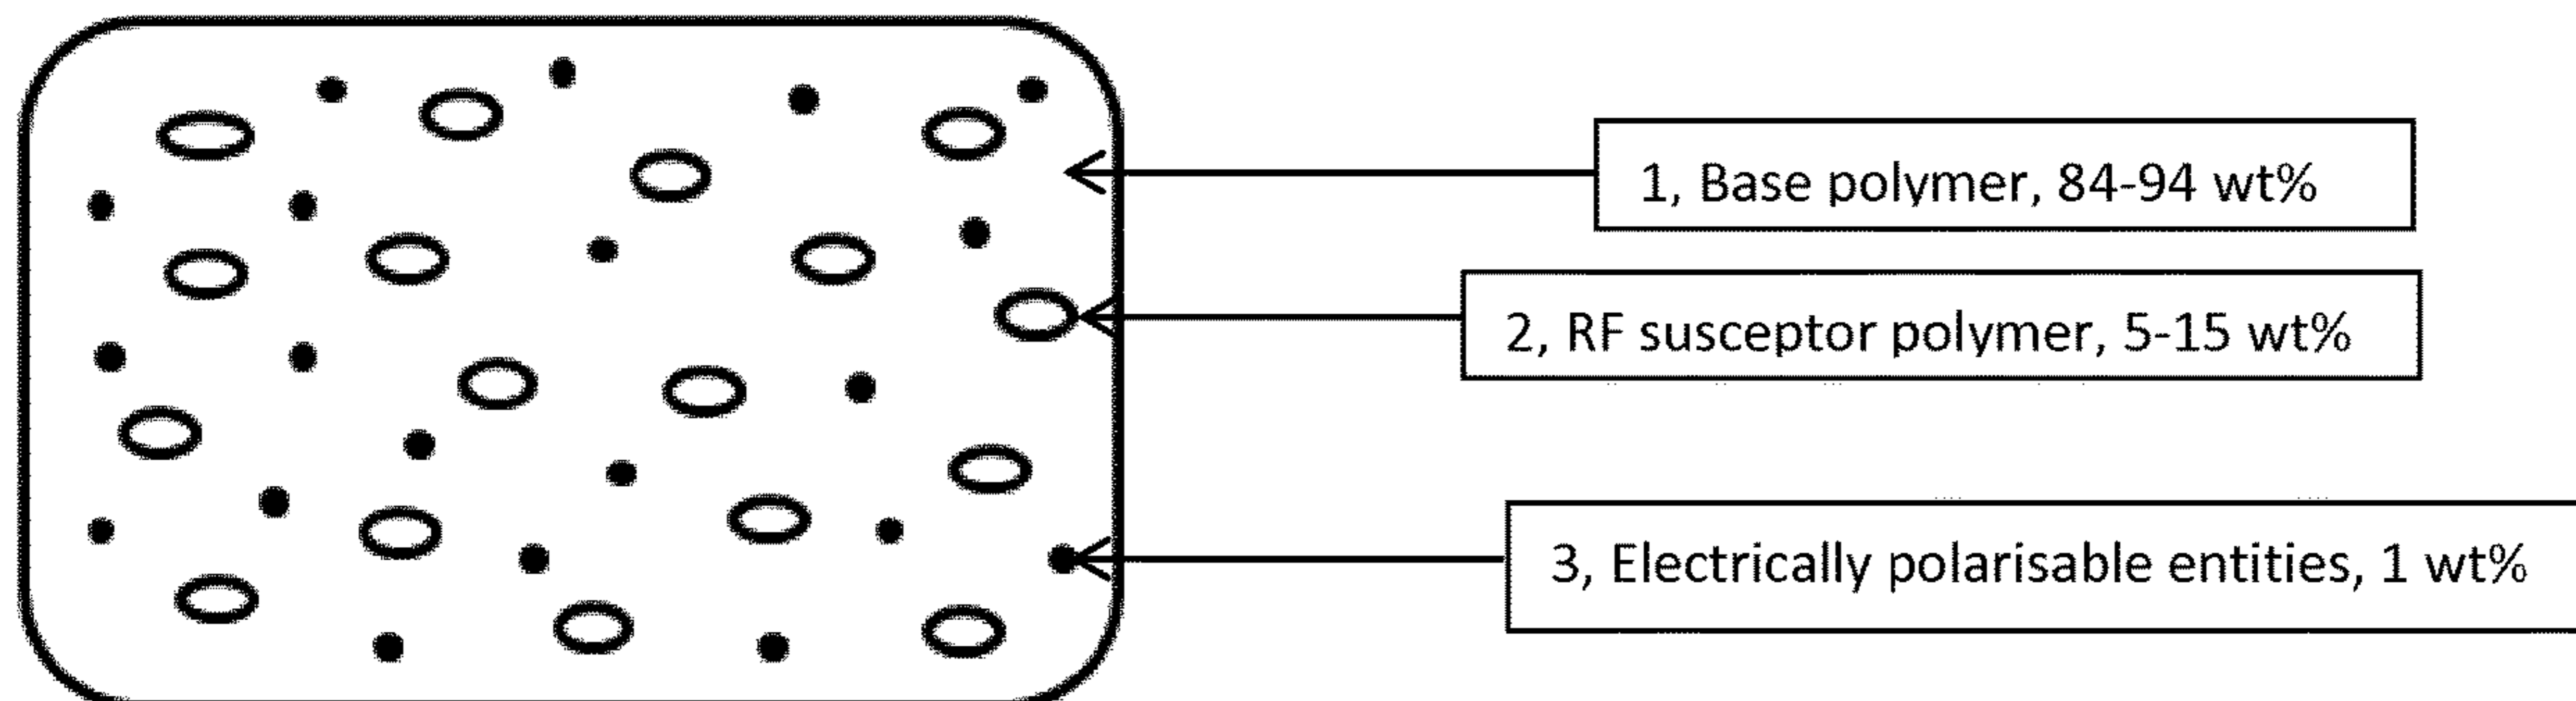 1, Base polymer, 84-94 wt%
2, RF susceptor polymer, 5-15 wt%
3, Electrically polarisable entities, 1 wt%